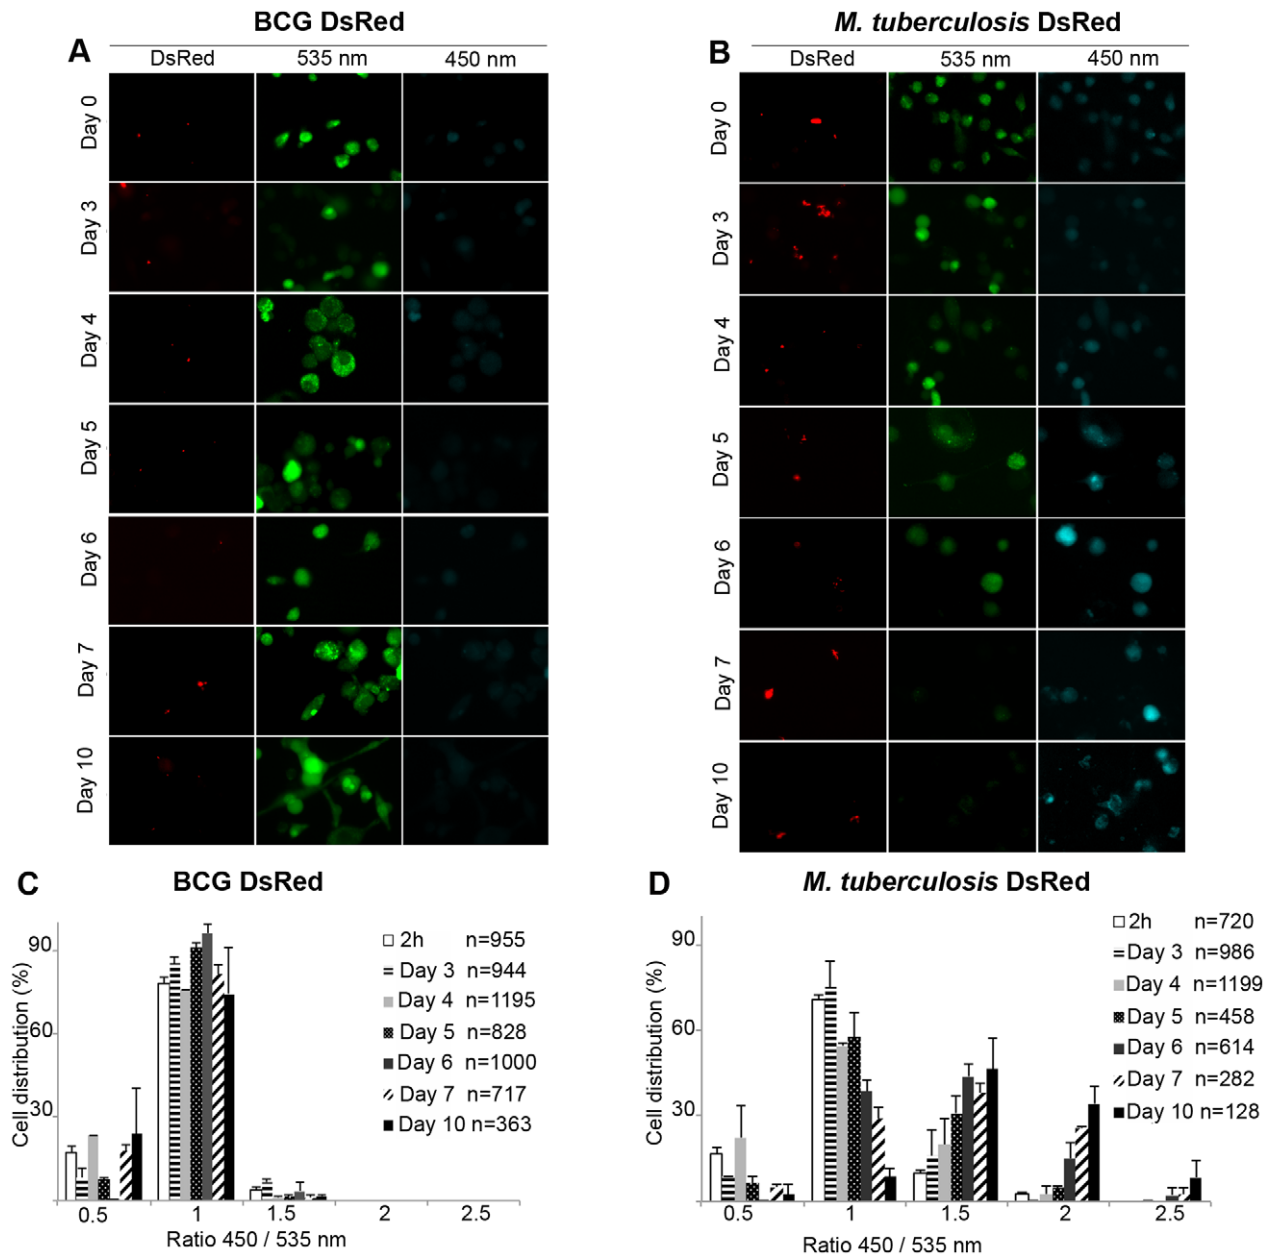 BCG DsRed
A
DsRed 535 nm 450 nm
Day 0
Day 3
Day 4
Day 5
Day 6
Day 7
Day 10
M. tuberculosis DsRed
B
DsRed 535 nm 450 nm
Day 0
Day 3
Day 4
Day 5
Day 6
Day 7
Day 10
C
BCG DsRed
Cell distribution (%)
90
60
30
2h n=955
Day 3 n=944
Day 4 n=1195
Day 5 n=828
Day 6 n=1000
Day 7 n=717
Day 10 n=363
0.5 1 1.5 2 2.5
Ratio 450 / 535 nm
D
M. tuberculosis DsRed
Cell distribution (%)
90
60
30
2h n=720
Day 3 n=986
Day 4 n=1199
Day 5 n=458
Day 6 n=614
Day 7 n=282
Day 10 n=128
0.5 1 1.5 2 2.5
Ratio 450 / 535 nm